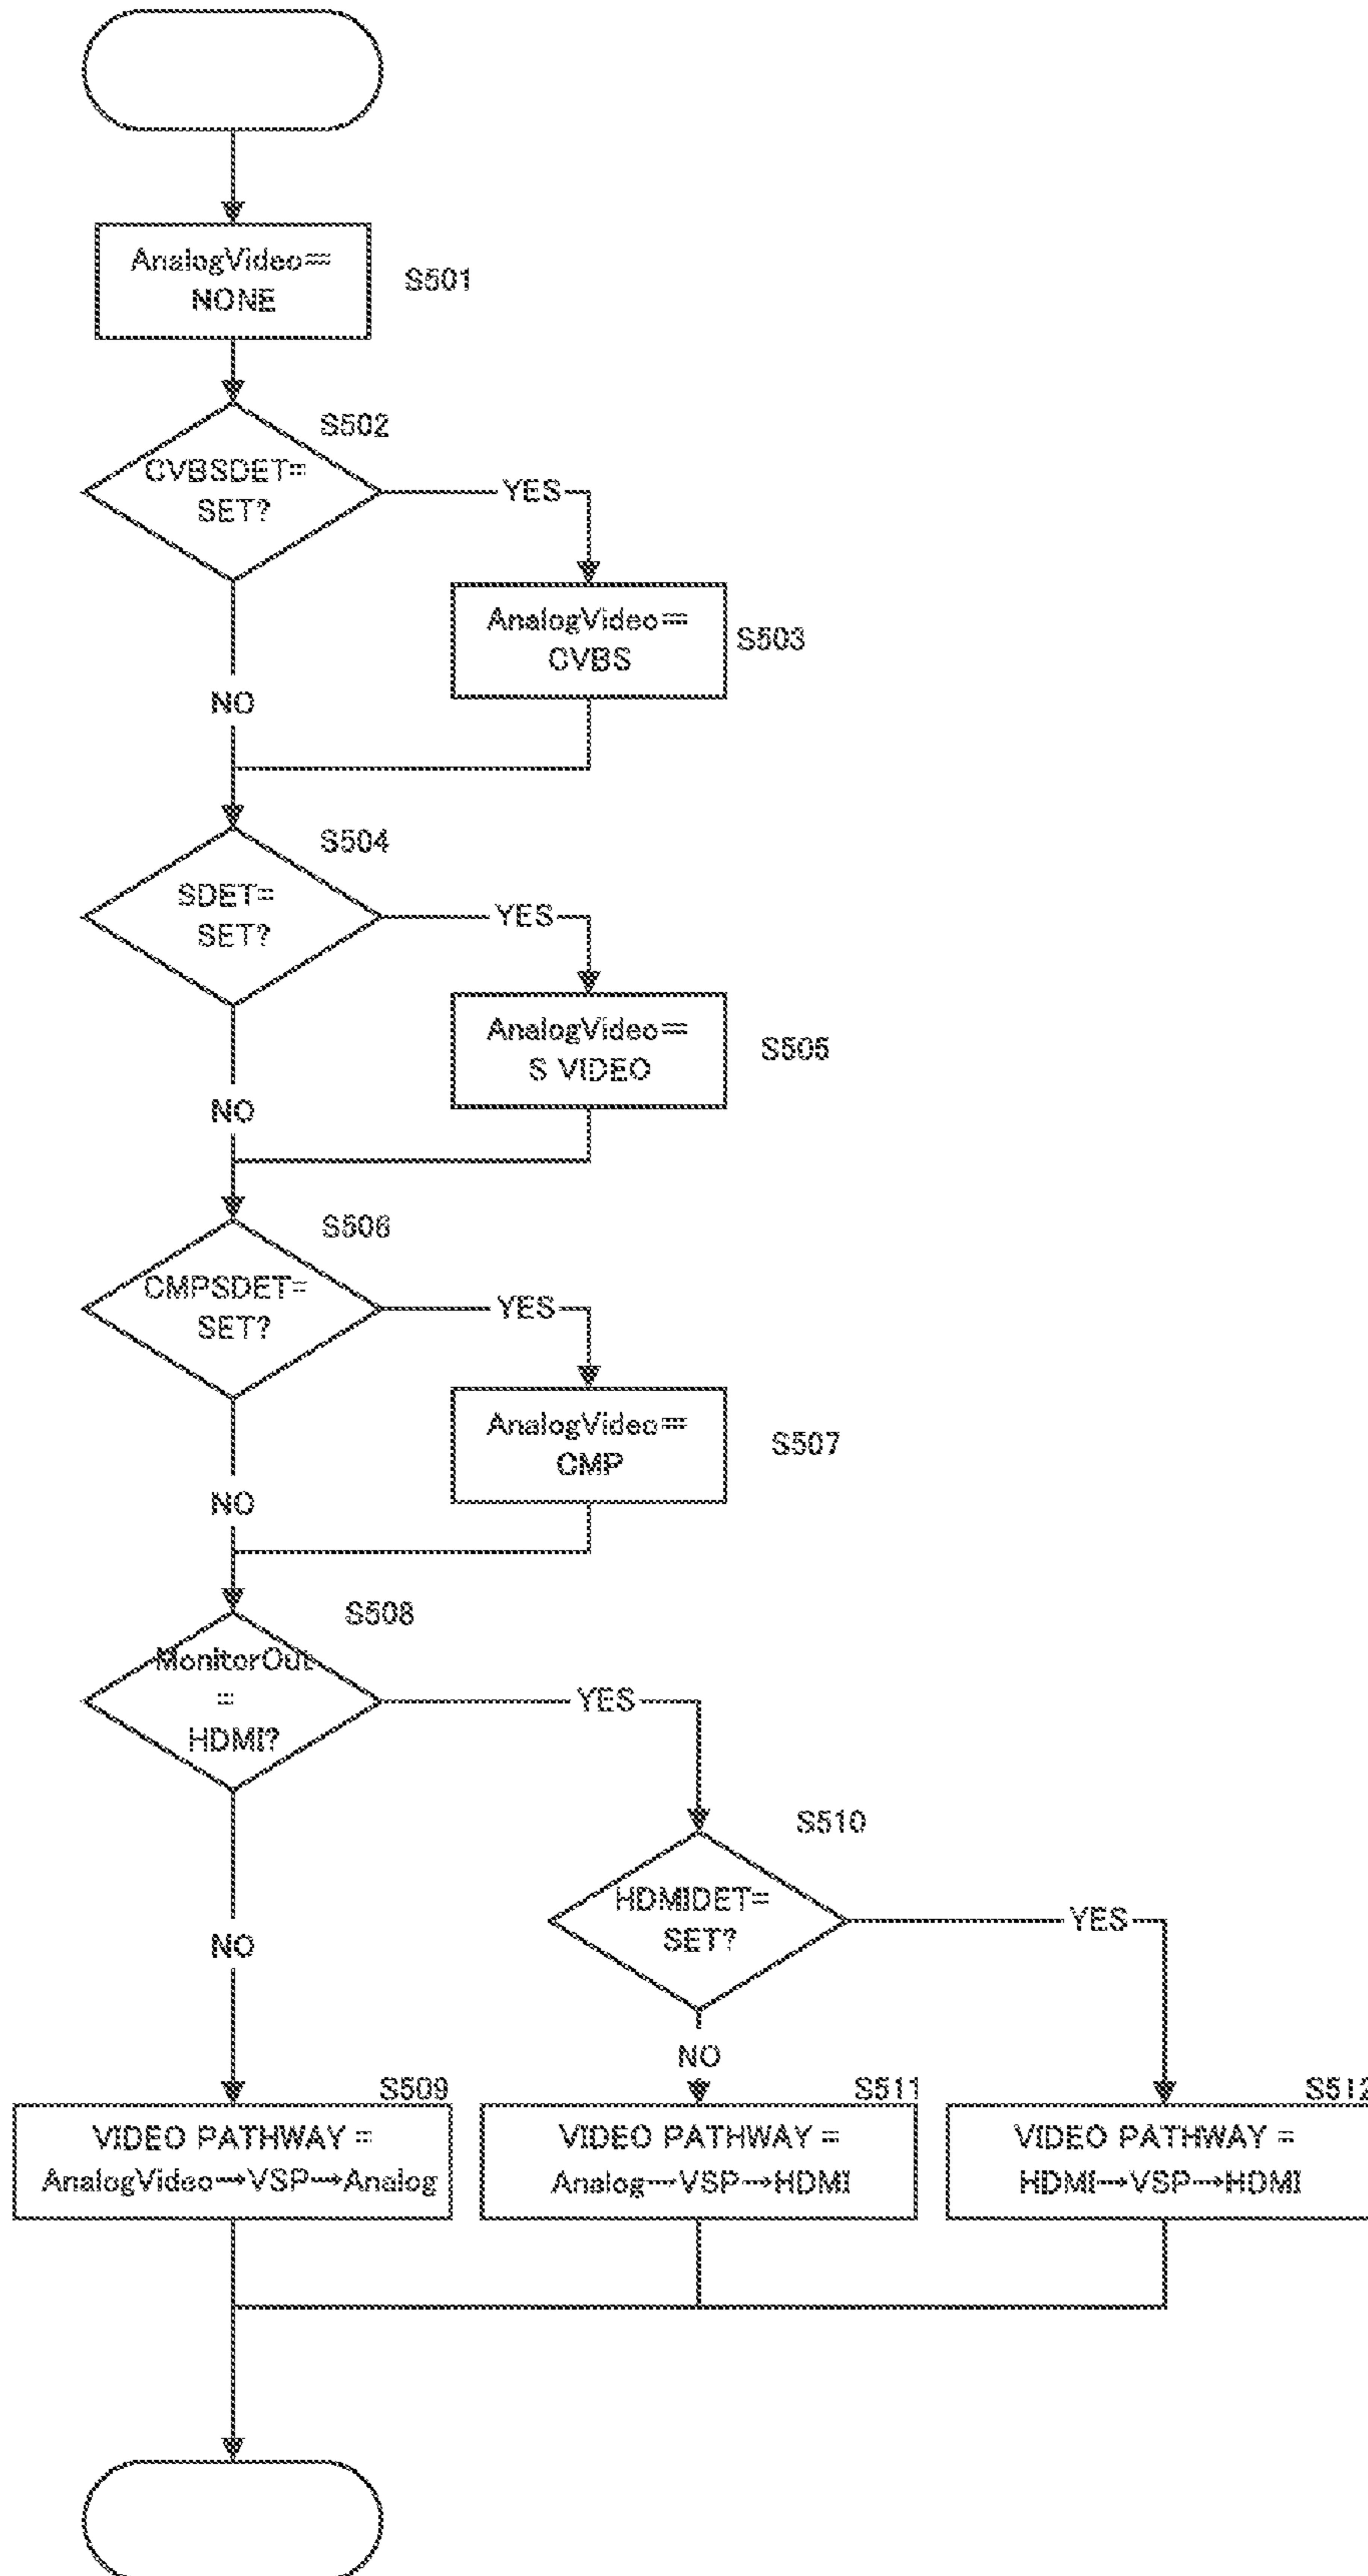 AnalogVideo=
NONE
S501
S502
CVBSDET=
SET?
YES
AnalogVideo=
CVBS
S503
NO
S504
SDET=
SET?
YES
AnalogVideo=
S VIDEO
S505
NO
S506
CMPSDET=
SET?
YES
AnalogVideo=
CMP
S507
NO
S508
MonitorOut
=
HDMI?
YES
S510
HDMIDET=
SET?
YES
NO
NO
S509
VIDEO PATHWAY =
AnalogVideo→VSP→Analog
S511
VIDEO PATHWAY =
Analog→VSP→HDMI
S512
VIDEO PATHWAY =
HDMI→VSP→HDMI